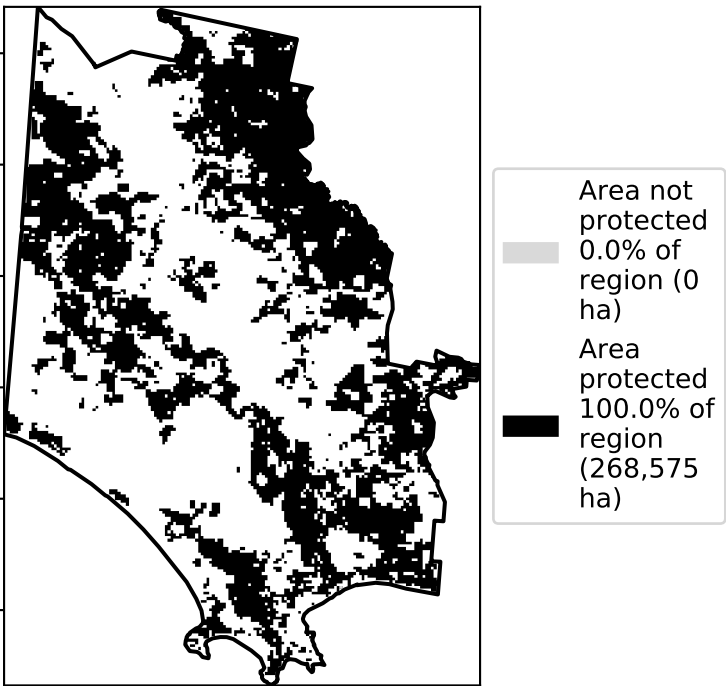 Area not
protected
0.0% of
region (0
ha)
Area
protected
100.0% of
region
(268,575
ha)